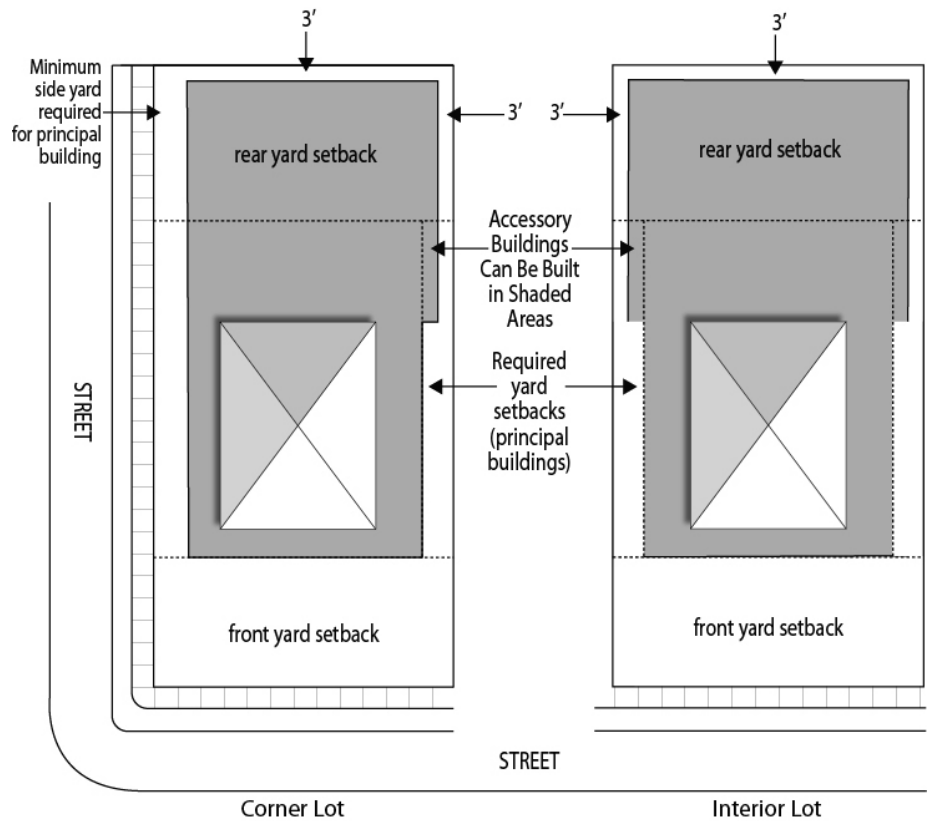 3'
3'
Minimum
side yard
required
for principal
building
3'
3'
rear yard setback
rear yard setback
Accessory
Buildings
Can Be Built
in Shaded
Areas
Required
yard
setbacks
(principal
buildings)
STREET
front yard setback
front yard setback
STREET
Corner Lot
Interior Lot